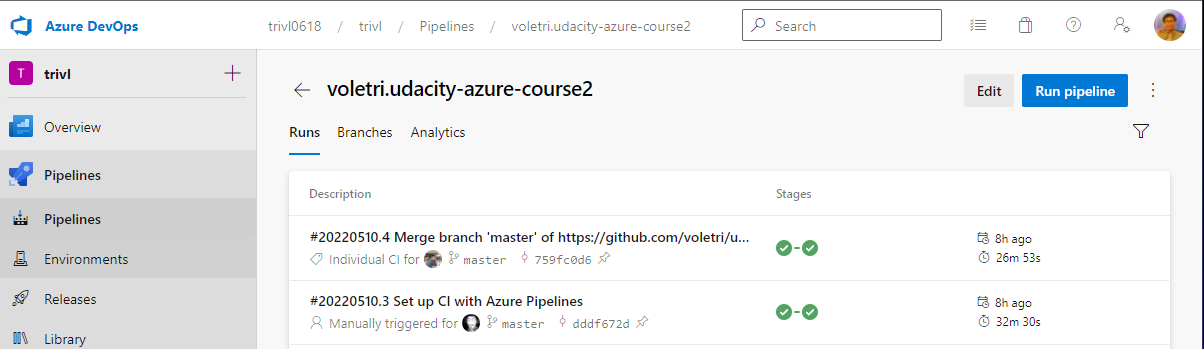 Azure DevOps
trivl0618 / trivl / Pipelines / voletri.udacity-azure-course2
Search
T trivl
Overview
Pipelines
Pipelines
Environments
Releases
Library
voletri.udacity-azure-course2
Edit
Run pipeline
Runs Branches Analytics
Description Stages
#20220510.4 Merge branch 'master' of https://github.com/voletri/u...
Individual CI for master 759fc0d6
8h ago
26m 53s
#20220510.3 Set up CI with Azure Pipelines
Manually triggered for master dddf672d
8h ago
32m 30s